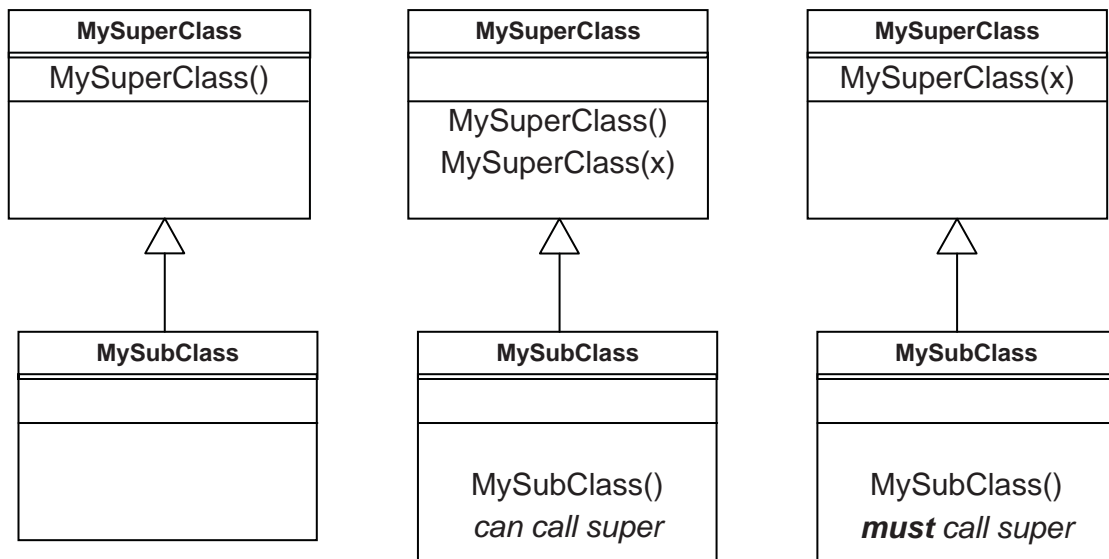 MySuperClass
MySuperClass()
MySubClass
MySuperClass
MySuperClass()
MySuperClass(x)
MySubClass
MySubClass()
can call super
MySuperClass
MySuperClass(x)
MySubClass
MySubClass()
must call super